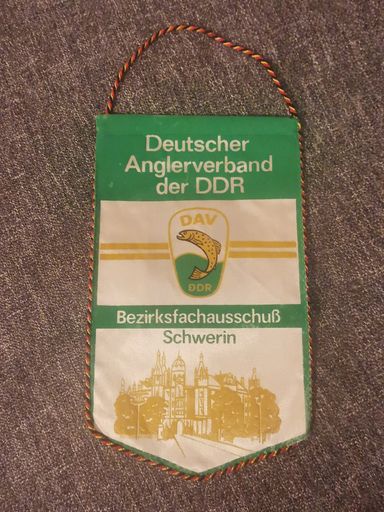 Deutscher
Anglerverband
der DDR
DAV
DDR
Bezirksfachausschuß
Schwerin